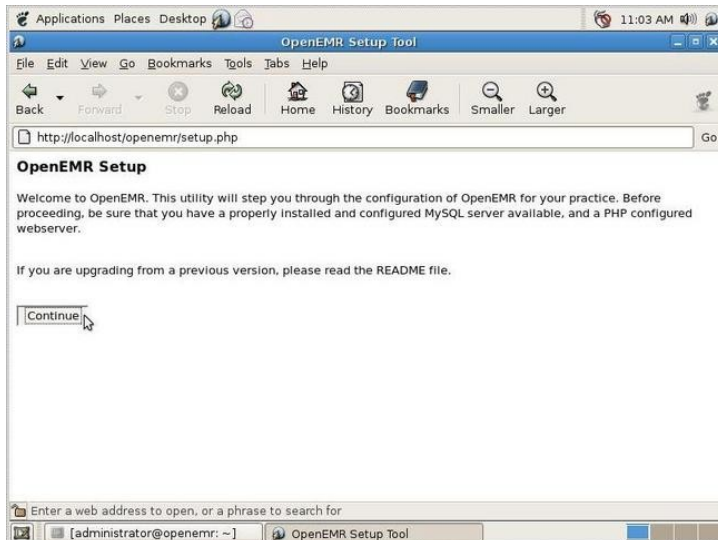 Applications Places Desktop 11:03 AM
OpenEMR Setup Tool
File Edit View Go Bookmarks Tools Tabs Help
Back Forward Stop Reload Home History Bookmarks Smaller Larger
http://localhost/openemr/setup.php Go
OpenEMR Setup
Welcome to OpenEMR. This utility will step you through the configuration of OpenEMR for your practice. Before
proceeding, be sure that you have a properly installed and configured MySQL server available, and a PHP configured
webserver.
If you are upgrading from a previous version, please read the README file.
Continue
Enter a web address to open, or a phrase to search for
[administrator@openemr: ~] OpenEMR Setup Tool